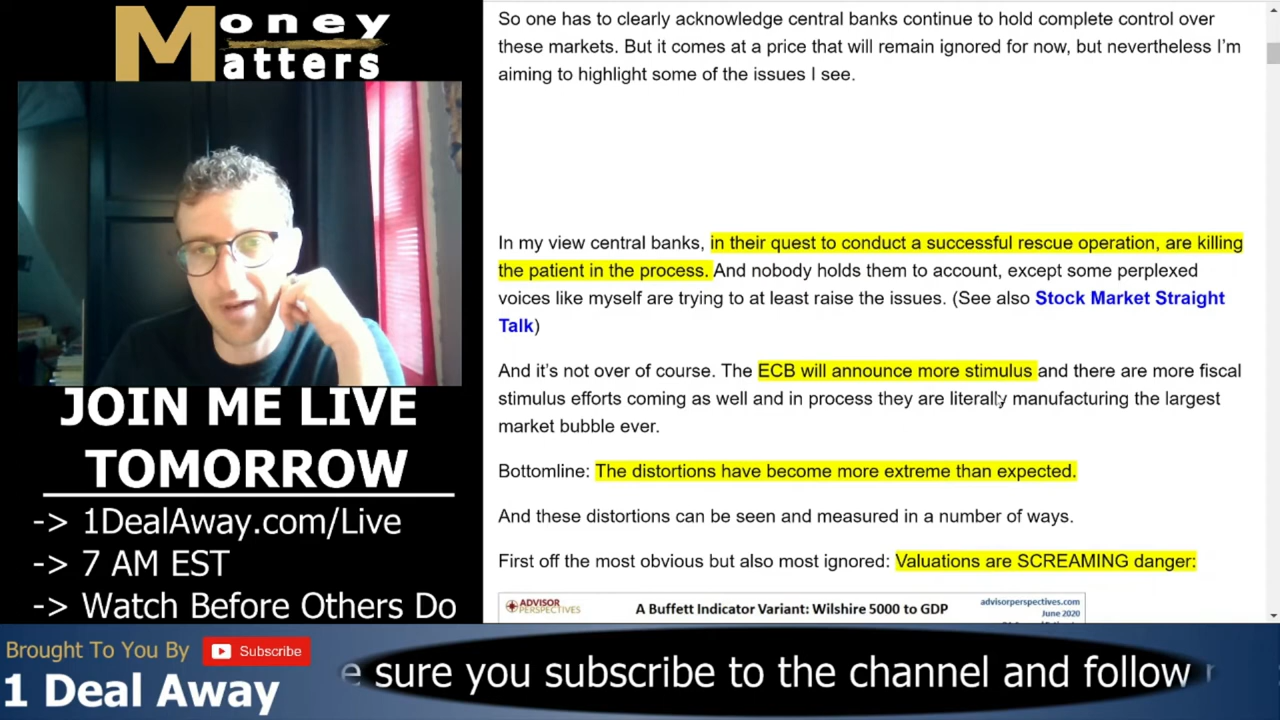 Money
Matters
JOIN ME LIVE
TOMORROW
-> 1DealAway.com/Live
-> 7 AM EST
-> Watch Before Others Do
So one has to clearly acknowledge central banks continue to hold complete control over
these markets. But it comes at a price that will remain ignored for now, but nevertheless I'm
aiming to highlight some of the issues I see.
In my view central banks, in their quest to conduct a successful rescue operation, are killing
the patient in the process. And nobody holds them to account, except some perplexed
voices like myself are trying to at least raise the issues. (See also Stock Market Straight
Talk)
And it's not over of course. The ECB will announce more stimulus and there are more fiscal
stimulus efforts coming as well and in process they are literally manufacturing the largest
market bubble ever.
Bottomline: The distortions have become more extreme than expected.
And these distortions can be seen and measured in a number of ways.
First off the most obvious but also most ignored: Valuations are SCREAMING danger:
ADVISOR
PERSPECTIVES
A Buffett Indicator Variant: Wilshire 5000 to GDP
advisorperspectives.com
June 2020
Brought To You By
Subscribe
1 Deal Away
e sure you subscribe to the channel and follow